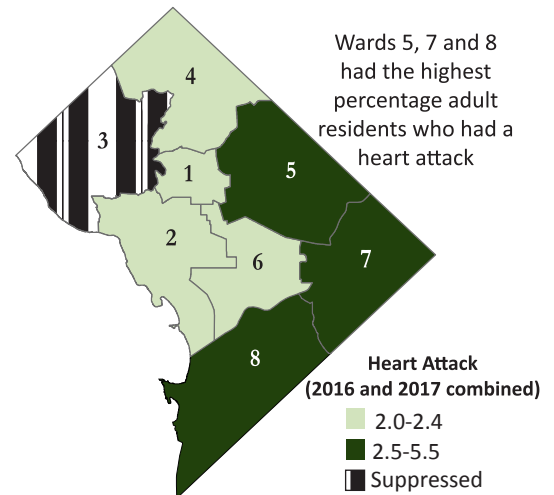 Wards 5, 7 and 8
had the highest
percentage adult
residents who had a
heart attack
4
3
1
5
2
6
7
8
Heart Attack
(2016 and 2017 combined)
2.0-2.4
2.5-5.5
Suppressed